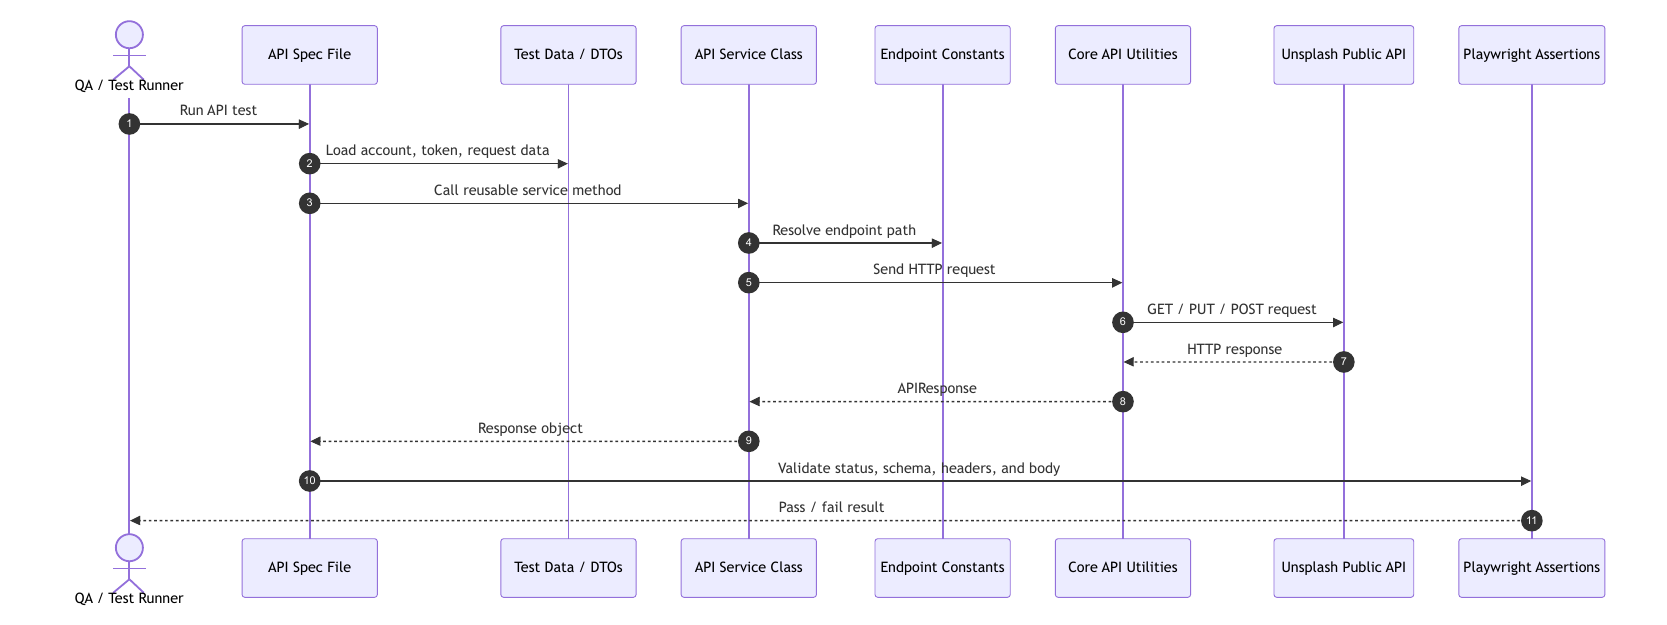 QA / Test Runner
API Spec File
Test Data / DTOs
API Service Class
Endpoint Constants
Core API Utilities
Unsplash Public API
Playwright Assertions
Run API test
1
Load account, token, request data
2
Call reusable service method
3
Resolve endpoint path
4
Send HTTP request
5
GET / PUT / POST request
6
HTTP response
7
APIResponse
8
Response object
9
Validate status, schema, headers, and body
10
Pass / fail result
11
QA / Test Runner
API Spec File
Test Data / DTOs
API Service Class
Endpoint Constants
Core API Utilities
Unsplash Public API
Playwright Assertions